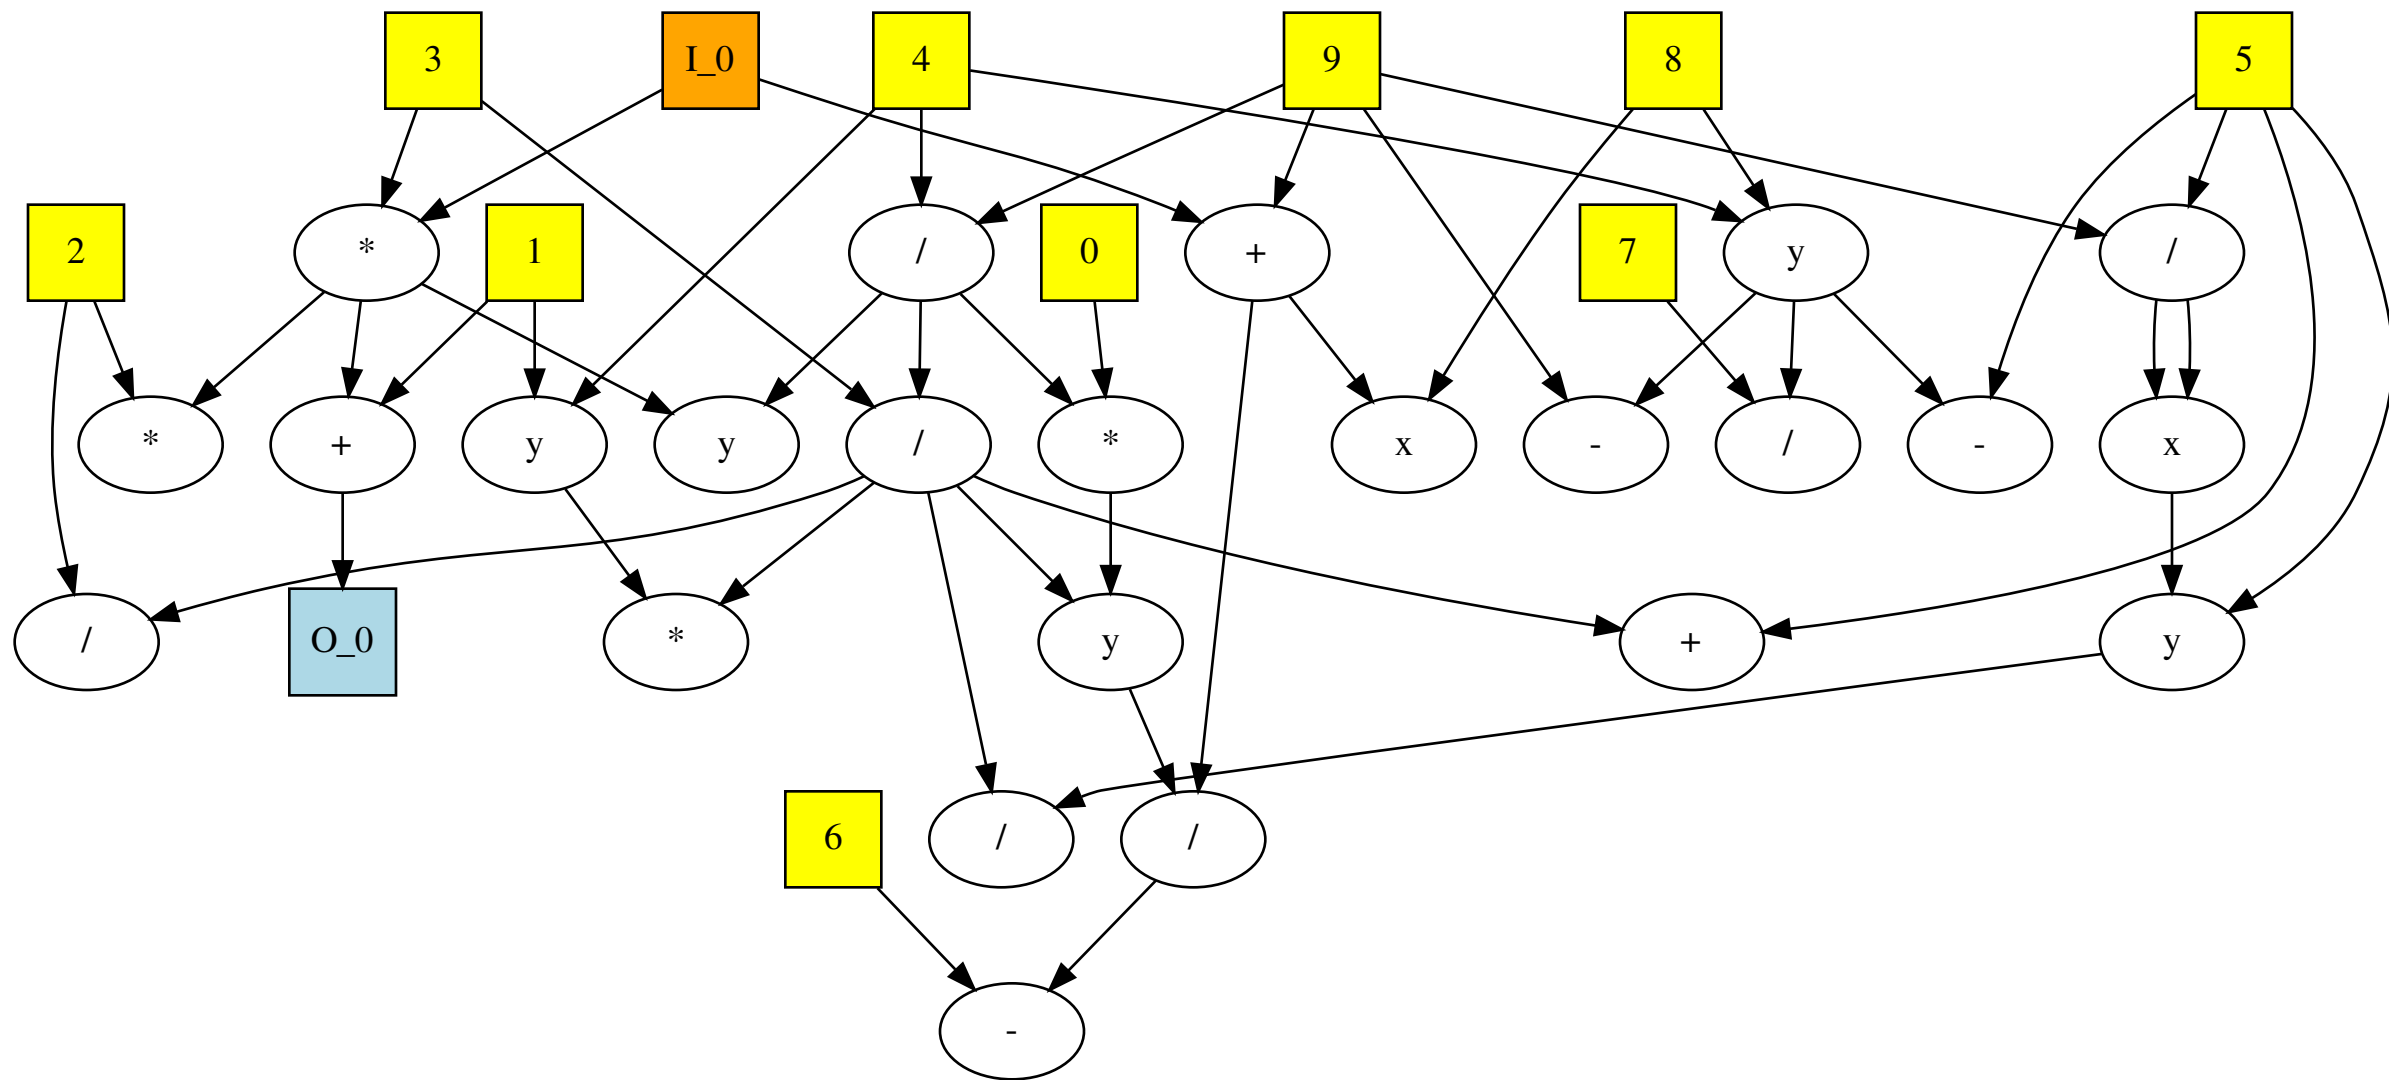 3 I_0 4 9 8 5
2 * 1 / 0 + 7 y /
* + y y / * x - / - x
/ O_0 * y + y
6 / /
-